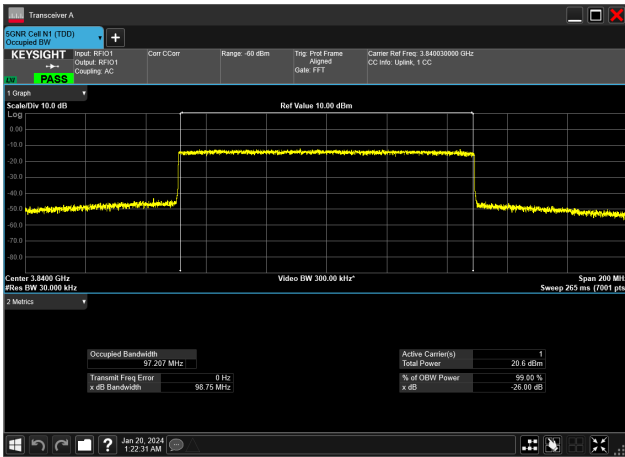 Transceiver A
5GNR Cell N1 (TDD)
Occupied BW
KEYSIGHT
PASS
Input: RFIO1
Output: RFIO1
Coupling: AC
Corr CCorr
Range: -60 dBm
Trig: Prot Frame
Aligned
Gate: FFT
Carrier Ref Freq: 3.840030000 GHz
CC Info: Uplink, 1 CC
1 Graph
Scale/Div 10.0 dB
Ref Value 10.00 dBm
Log
0.00
-10.0
-20.0
-30.0
-40.0
-50.0
-60.0
-70.0
-80.0
Center 3.8400 GHz
Video BW 300.00 kHz*
Span 200 MH
#Res BW 30.000 kHz
Sweep 265 ms (7001 pts
2 Metrics
Occupied Bandwidth
97.207 MHz
Transmit Freq Error 0 Hz
x dB Bandwidth 98.75 MHz
Active Carrier(s) 1
Total Power 20.6 dBm
% of OBW Power 99.00 %
x dB -26.00 dB
?
Jan 20, 2024
1:22:31 AM